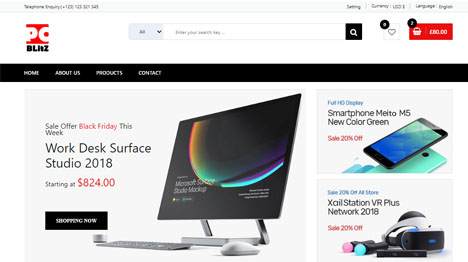 Telephone Enquiry:(+123) 123 321 345
Setting
Currency : USD $
Language : English
PC
BLitZ
All
Enter your search key...
0
2
£60.00
HOME
ABOUT US
PRODUCTS
CONTACT
Sale Offer Black Friday This
Week
Work Desk Surface
Studio 2018
Starting at $824.00
SHOPPING NOW
Microsoft Surface
Studio Mockup
Full HD Display
Smartphone Meito M5
New Color Green
Sale 20% Off
Sale 20% Off All Store
Xail Station VR Plus
Network 2018
Sale 20% Off